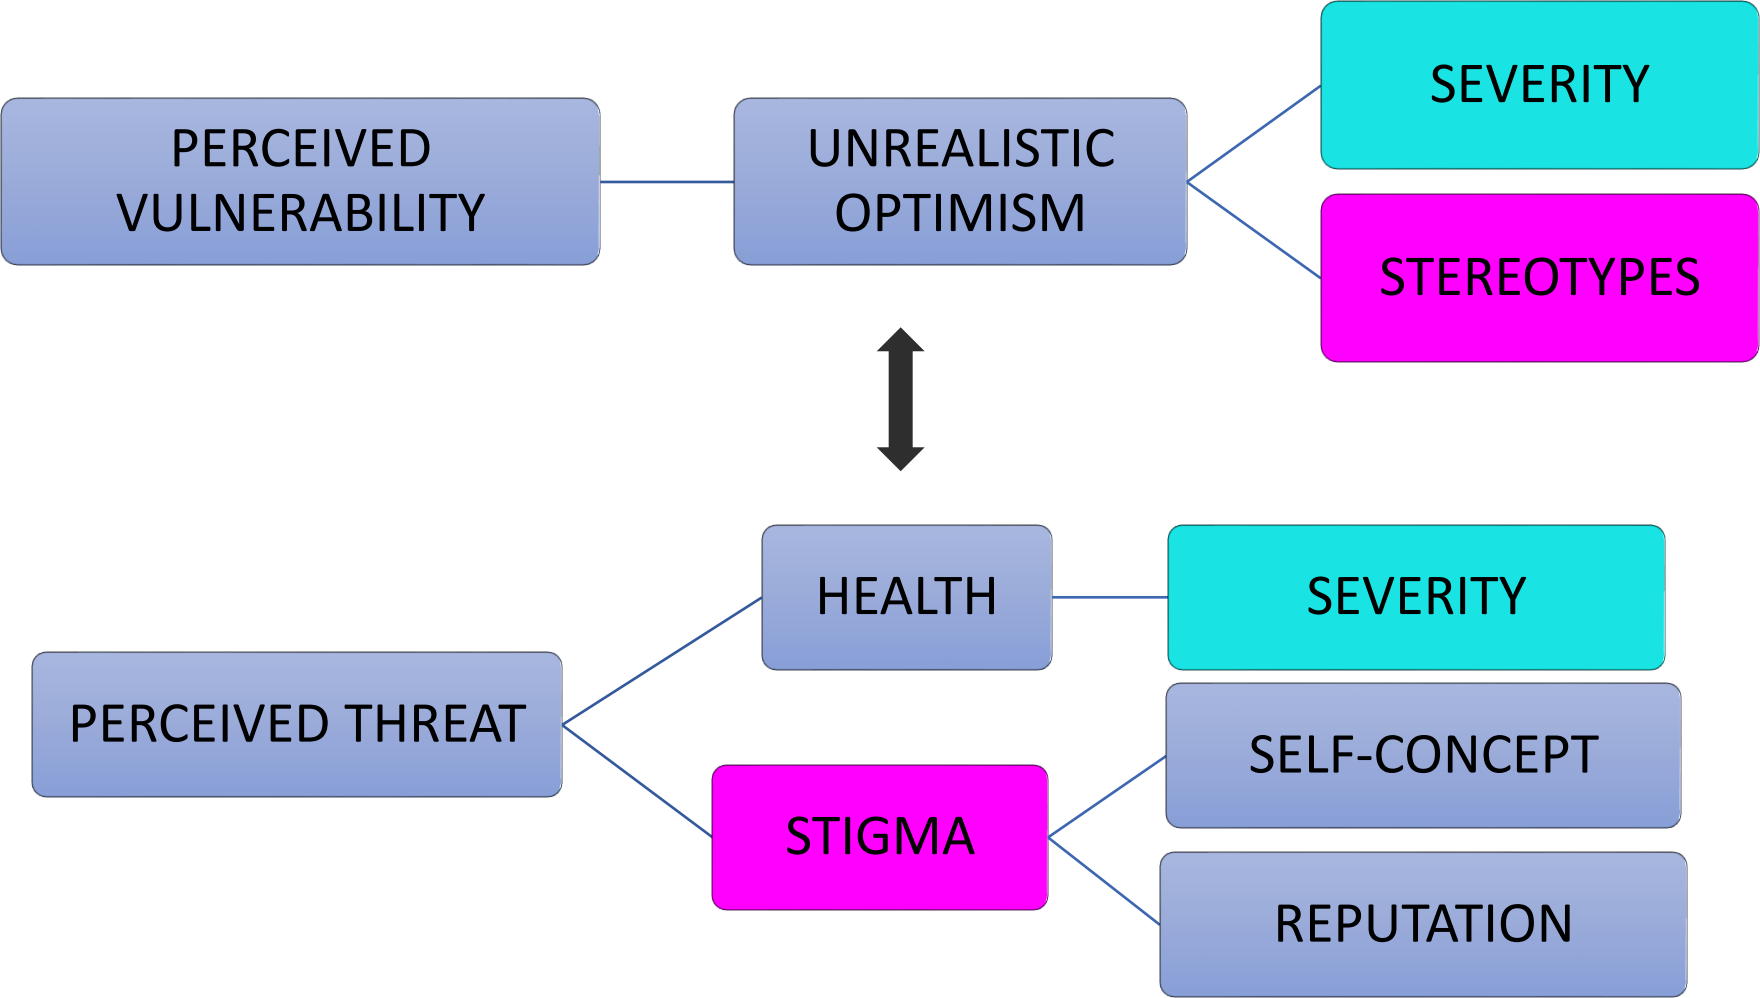 PERCEIVED
VULNERABILITY
UNREALISTIC
OPTIMISM
SEVERITY
STEREOTYPES
PERCEIVED THREAT
HEALTH
SEVERITY
STIGMA
SELF-CONCEPT
REPUTATION